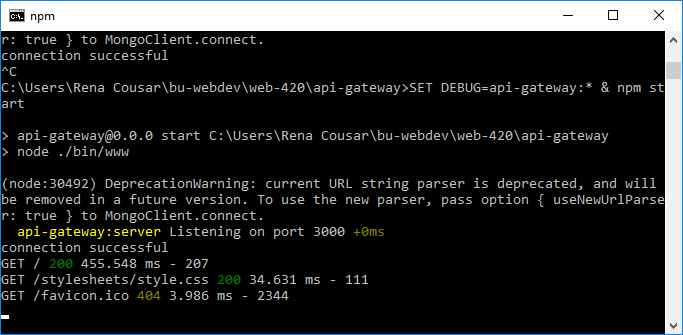 npm
r: true } to MongoClient.connect.
connection successful
^C
C:\Users\Rena Cousar\bu-webdev\web-420\api-gateway>SET DEBUG=api-gateway:* & npm st
art
> api-gateway@0.0.0 start C:\Users\Rena Cousar\bu-webdev\web-420\api-gateway
> node ./bin/www
(node:30492) DeprecationWarning: current URL string parser is deprecated, and will
be removed in a future version. To use the new parser, pass option { useNewUrlParse
r: true } to MongoClient.connect.
api-gateway:server Listening on port 3000 +0ms
connection successful
GET / 200 455.548 ms - 207
GET /stylesheets/style.css 200 34.631 ms - 111
GET /favicon.ico 404 3.986 ms - 2344